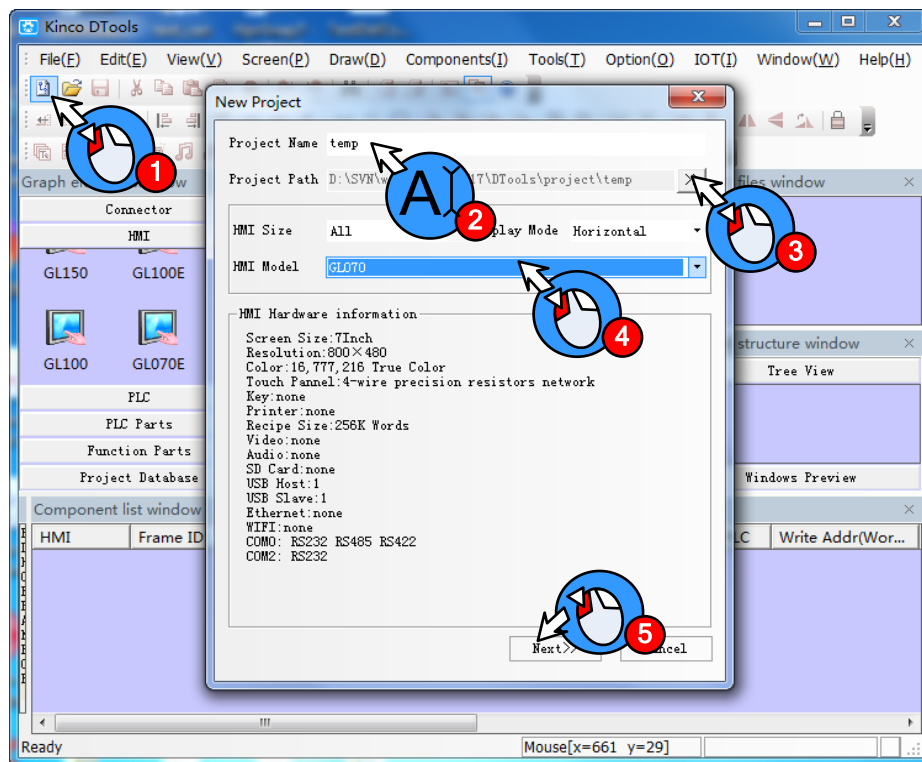 Kinco DTools
File(F) Edit(E) View(V) Screen(P) Draw(D) Components(I) Tools(T) Option(O) IOT(I) Window(W) Help(H)
New Project
1
Project Name temp
A
2
Project Path D:\SVN\w 17\DTools\project\temp
3
Graph e w
files window
Connector
HMI
HMI Size All play Mode Horizontal
HMI Model GL070
4
GL150 GL100E
GL100 GL070E
HMI Hardware information
Screen Size:7Inch
Resolution:800×480
Color:16,777,216 True Color
Touch Pannel:4-wire precision resistors network
Key:none
Printer:none
Recipe Size:256K Words
Video:none
Audio:none
SD Card:none
USB Host:1
USB Slave:1
Ethernet:none
WIFI:none
COM0: RS232 RS485 RS422
COM2: RS232
structure window
Tree View
PLC
PLC Parts
Function Parts
Project Database
Windows Preview
Component list window
HMI Frame ID LC Write Addr(Wor...
5
Next>> ncel
Ready Mouse[x=661 y=29]